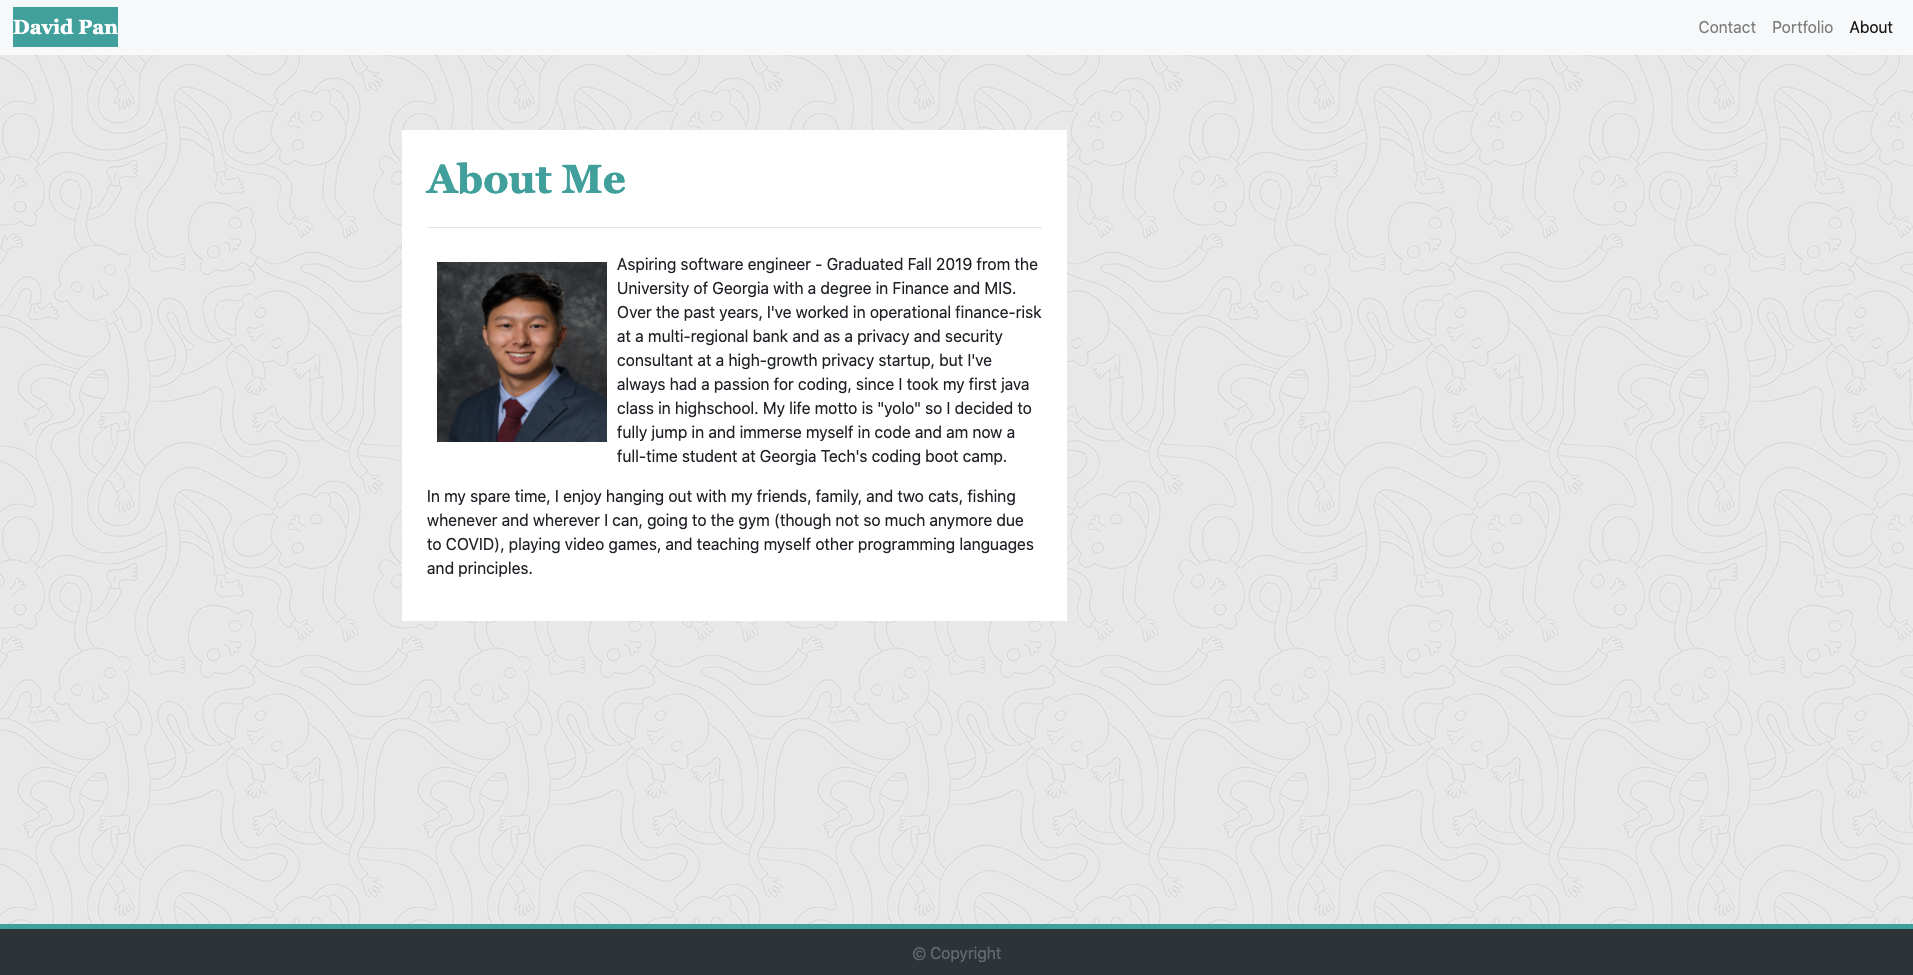 David Pan
Contact Portfolio About
About Me
Aspiring software engineer - Graduated Fall 2019 from the
University of Georgia with a degree in Finance and MIS.
Over the past years, I've worked in operational finance-risk
at a multi-regional bank and as a privacy and security
consultant at a high-growth privacy startup, but I've
always had a passion for coding, since I took my first java
class in highschool. My life motto is "yolo" so I decided to
fully jump in and immerse myself in code and am now a
full-time student at Georgia Tech's coding boot camp.
In my spare time, I enjoy hanging out with my friends, family, and two cats, fishing
whenever and wherever I can, going to the gym (though not so much anymore due
to COVID), playing video games, and teaching myself other programming languages
and principles.
© Copyright